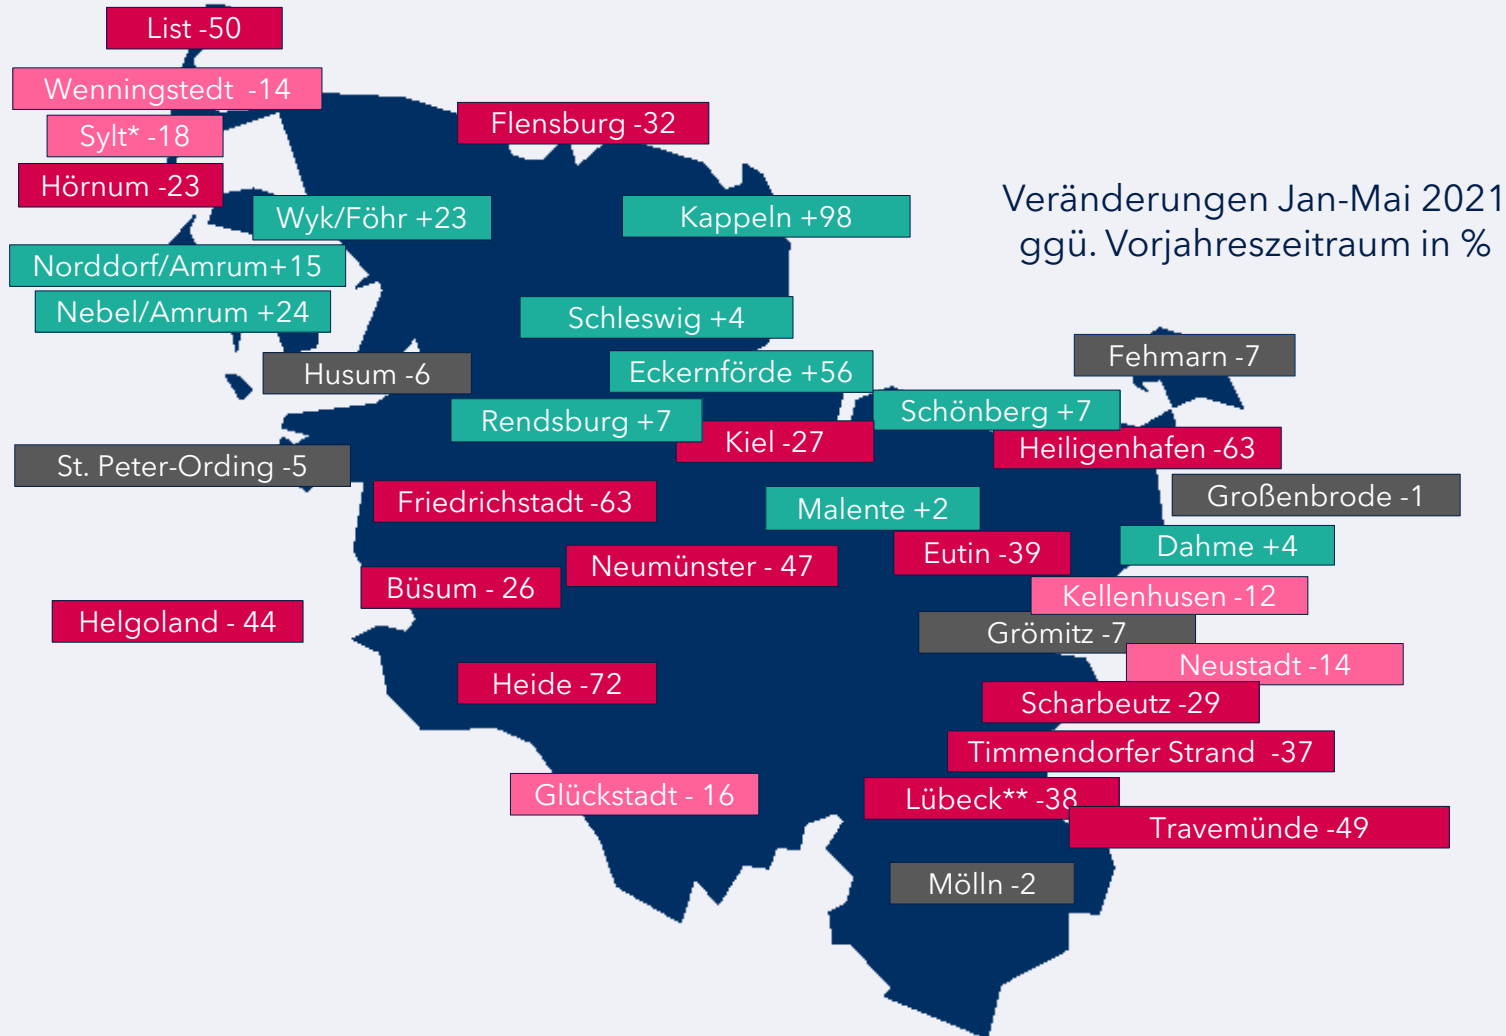 List -50
Wenningstedt -14
Sylt* -18
Hörnum -23
Flensburg -32
Wyk/Föhr +23
Kappeln +98
Veränderungen Jan-Mai 2021
ggü. Vorjahreszeitraum in %
Norddorf/Amrum+15
Nebel/Amrum +24
Schleswig +4
Husum -6
Eckernförde +56
Fehmarn -7
Rendsburg +7
Schönberg +7
Kiel -27
Heiligenhafen -63
St. Peter-Ording -5
Friedrichstadt -63
Malente +2
Großenbrode -1
Neumünster - 47
Eutin -39
Dahme +4
Büsum - 26
Kellenhusen -12
Helgoland - 44
Grömitz -7
Neustadt -14
Heide -72
Scharbeutz -29
Timmendorfer Strand -37
Glückstadt - 16
Lübeck** -38
Travemünde -49
Mölln -2